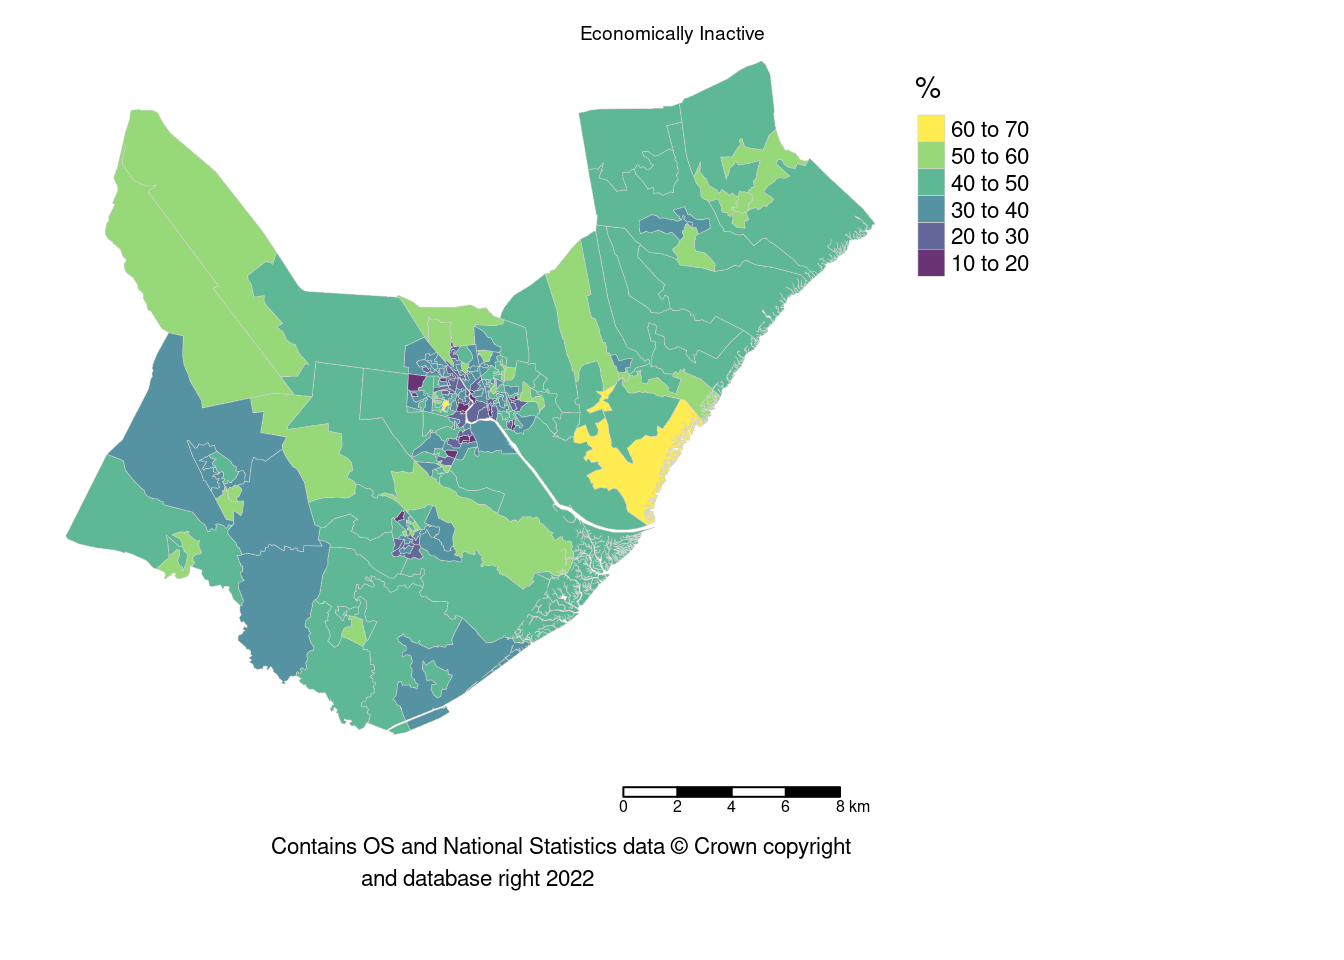 Economically Inactive
%
60 to 70
50 to 60
40 to 50
30 to 40
20 to 30
10 to 20
0 2 4 6 8 km
Contains OS and National Statistics data © Crown copyright
and database right 2022